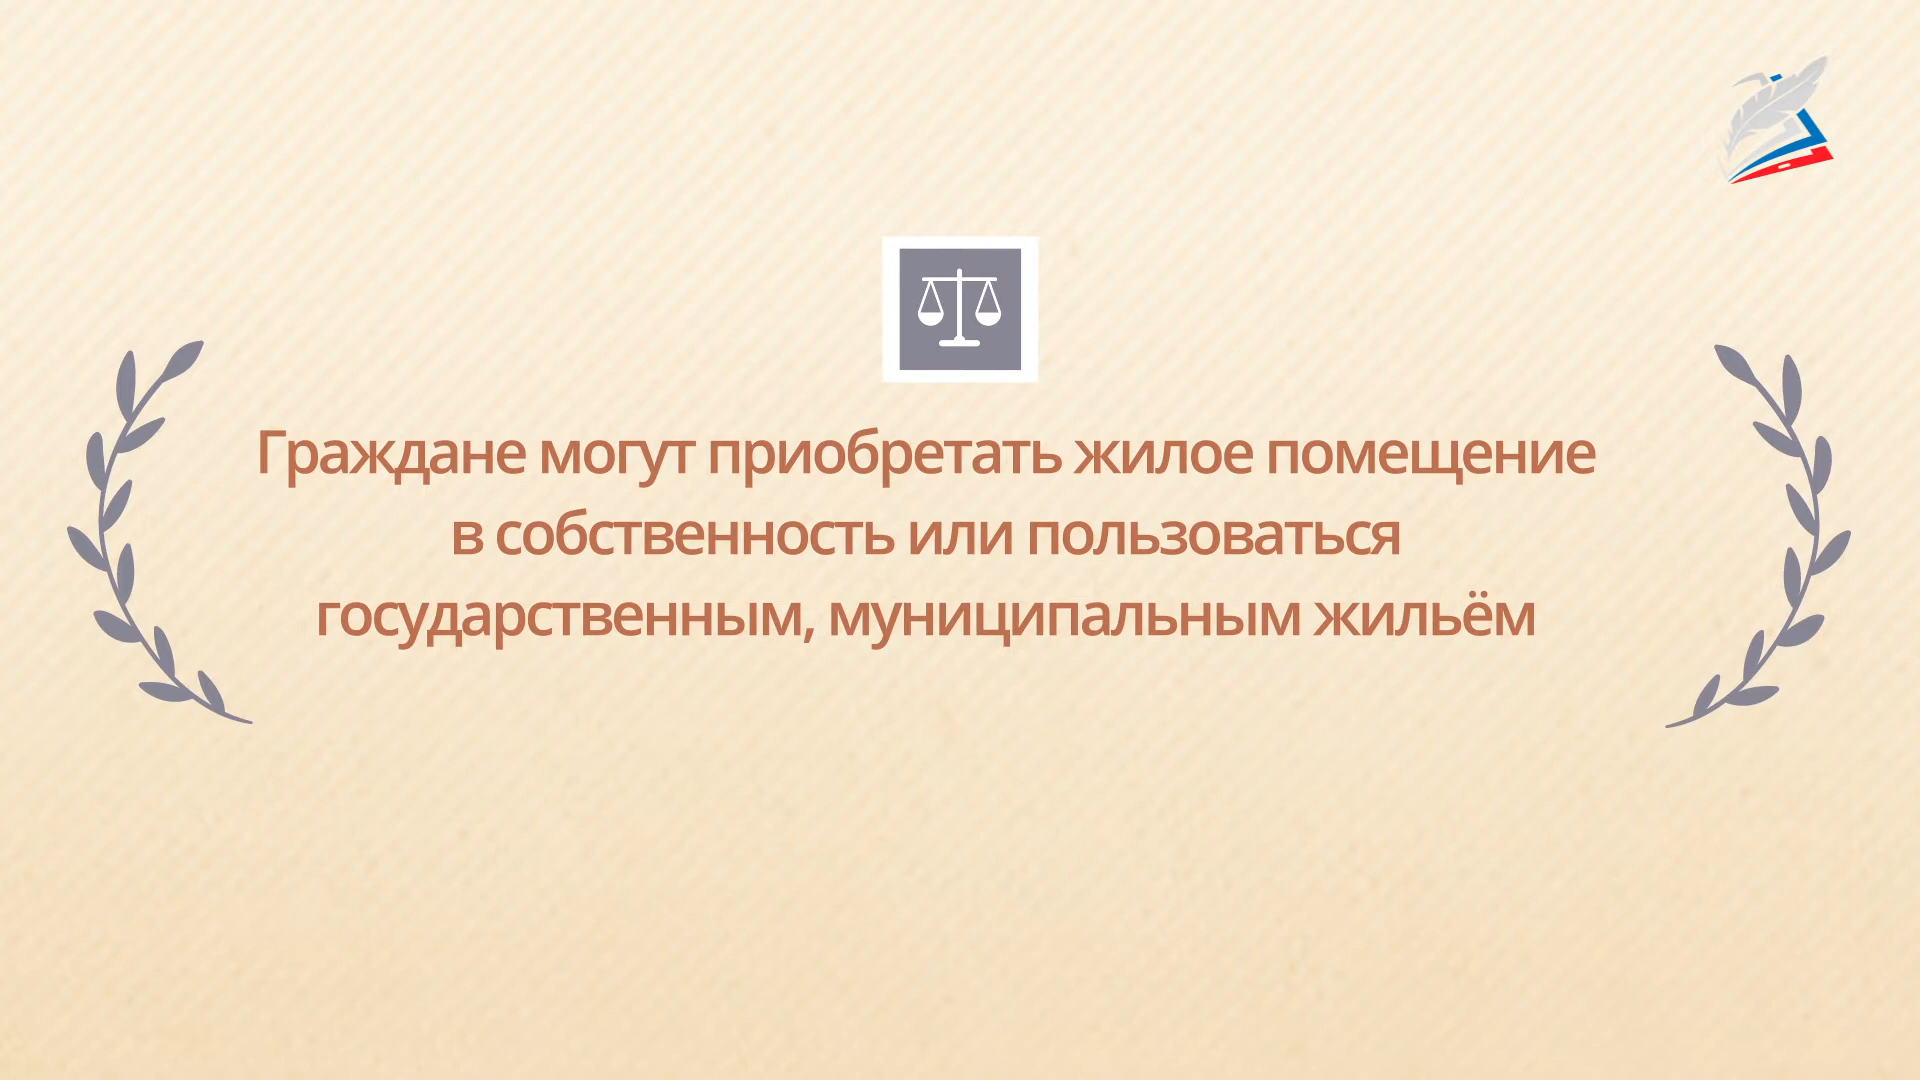 Граждане могут приобретать жилое помещение
в собственность или пользоваться
государственным, муниципальным жильём